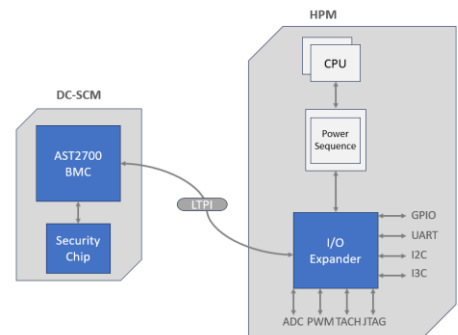 HPM
CPU
DC-SCM
Power
Sequence
AST2700
BMC
LTPI
Security
Chip
I/O
Expander
GPIO
UART
I2C
I3C
ADC PWM TACH JTAG